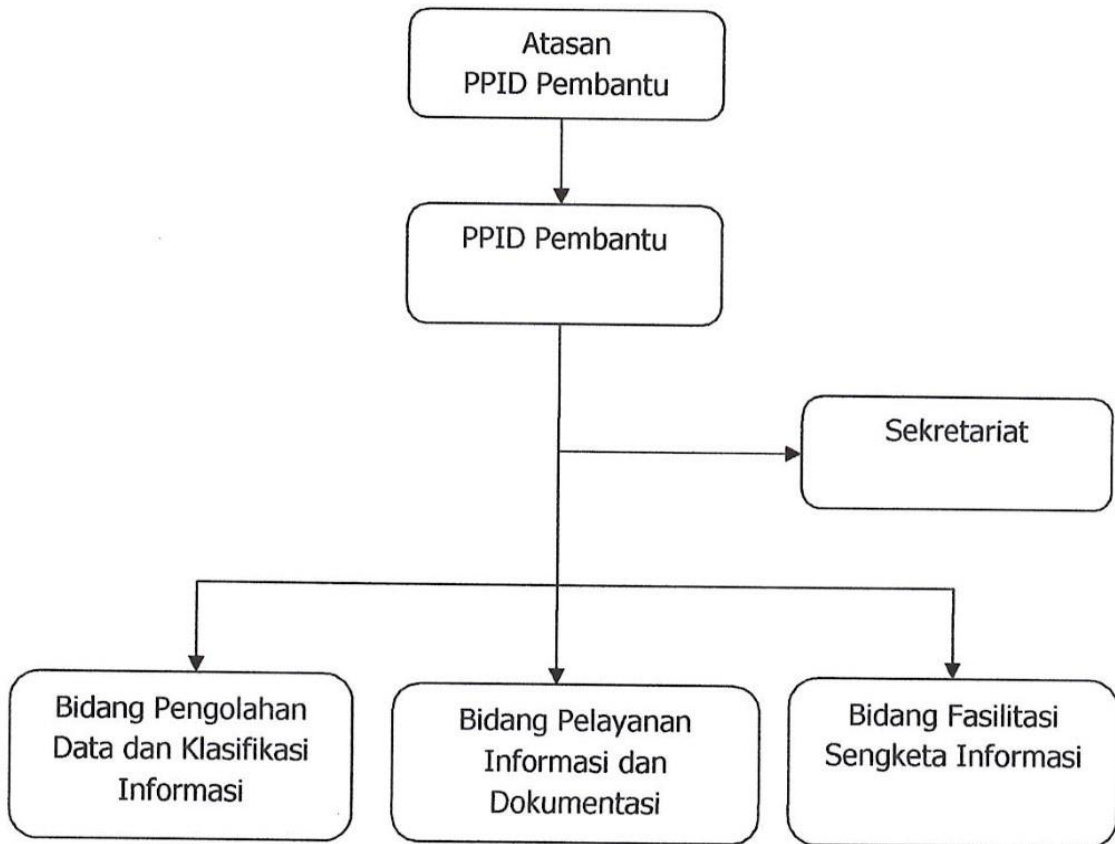 Atasan
PPID Pembantu
PPID Pembantu
Sekretariat
Bidang Pengolahan
Data dan Klasifikasi
Informasi
Bidang Pelayanan
Informasi dan
Dokumentasi
Bidang Fasilitasi
Sengketa Informasi